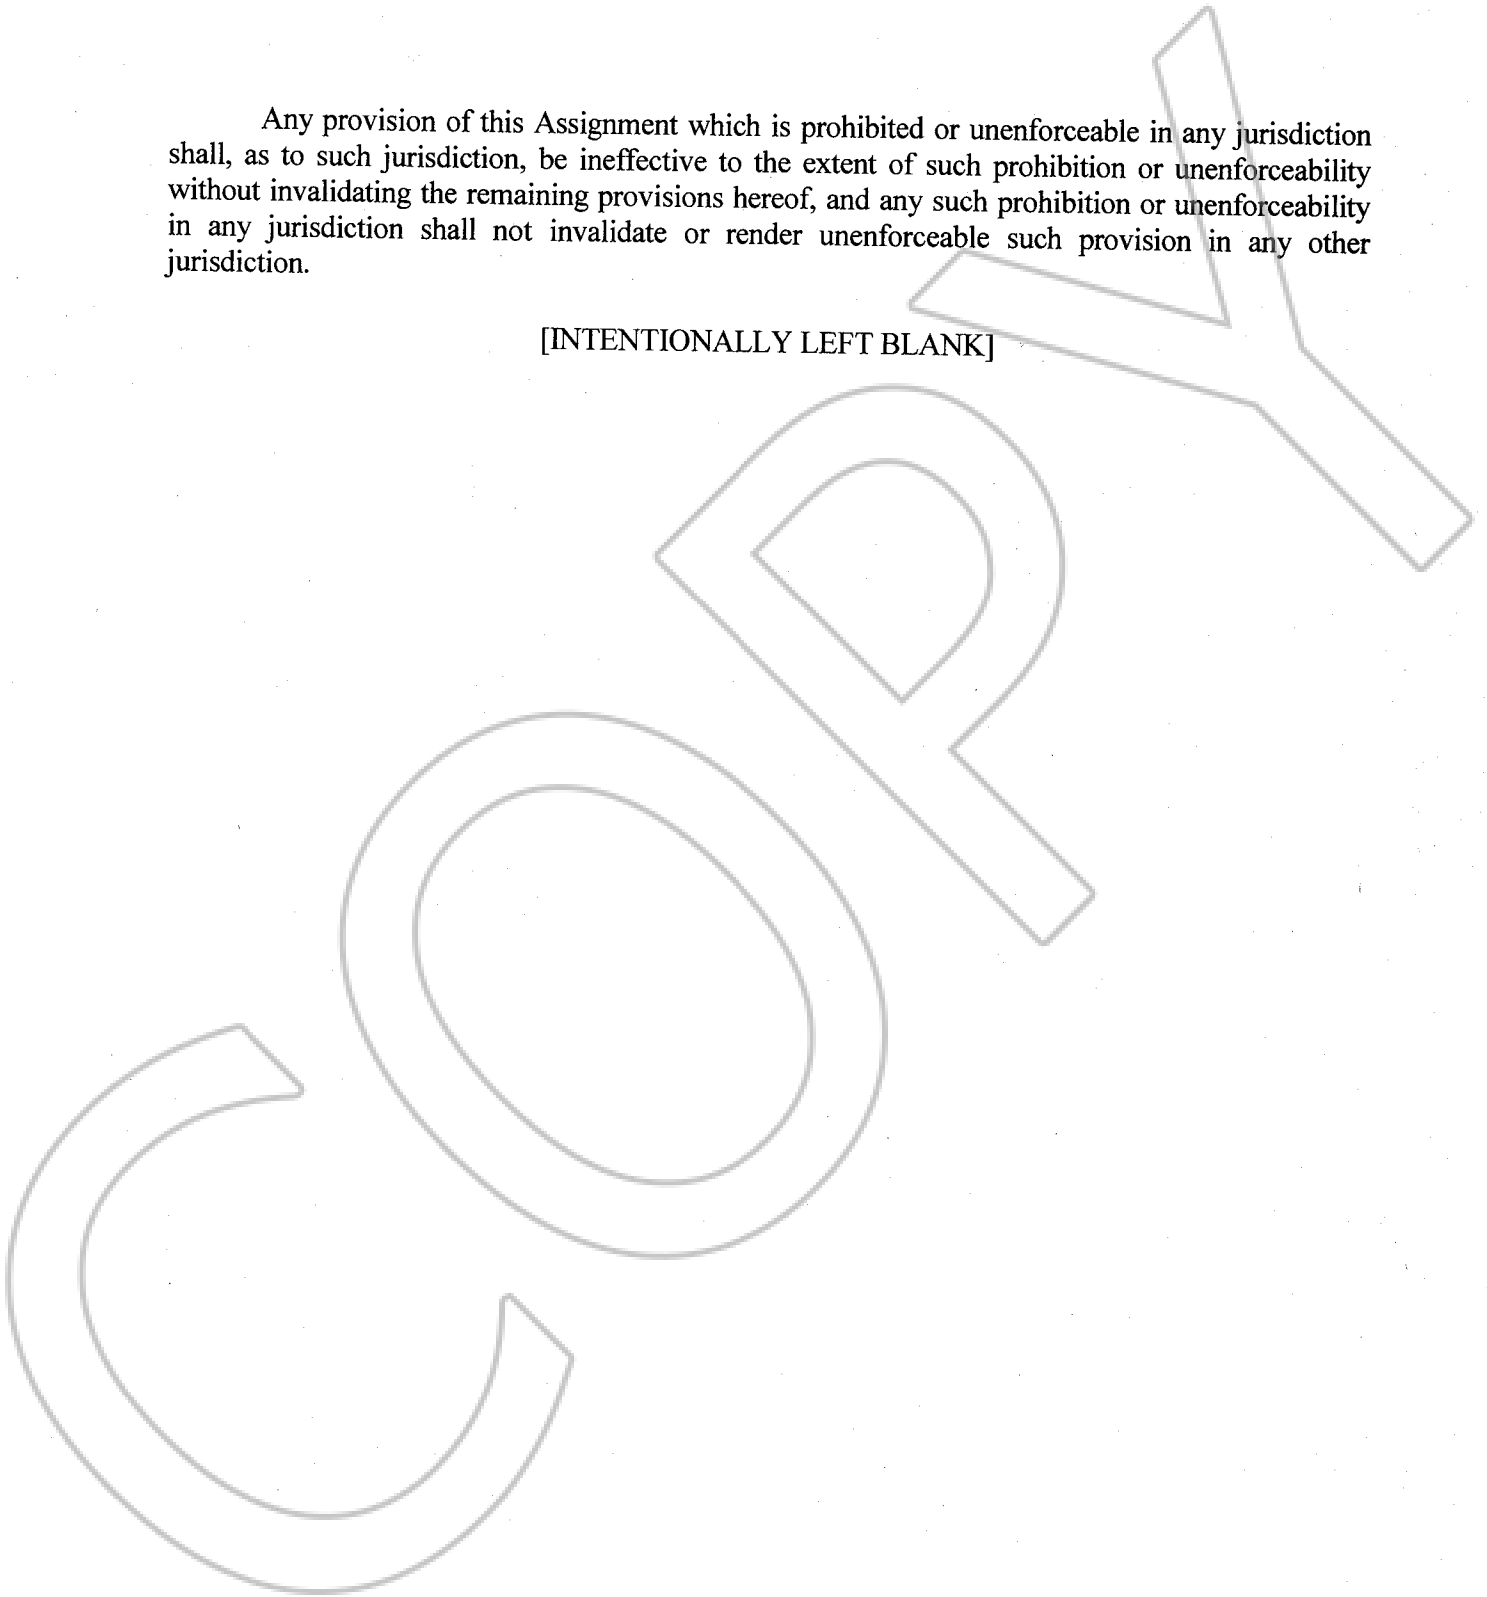 Any provision of this Assignment which is prohibited or unenforceable in any jurisdiction
shall, as to such jurisdiction, be ineffective to the extent of such prohibition or unenforceability
without invalidating the remaining provisions hereof, and any such prohibition or unenforceability
in any jurisdiction shall not invalidate or render unenforceable such provision in any other
jurisdiction.
[INTENTIONALLY LEFT BLANK]
COPY